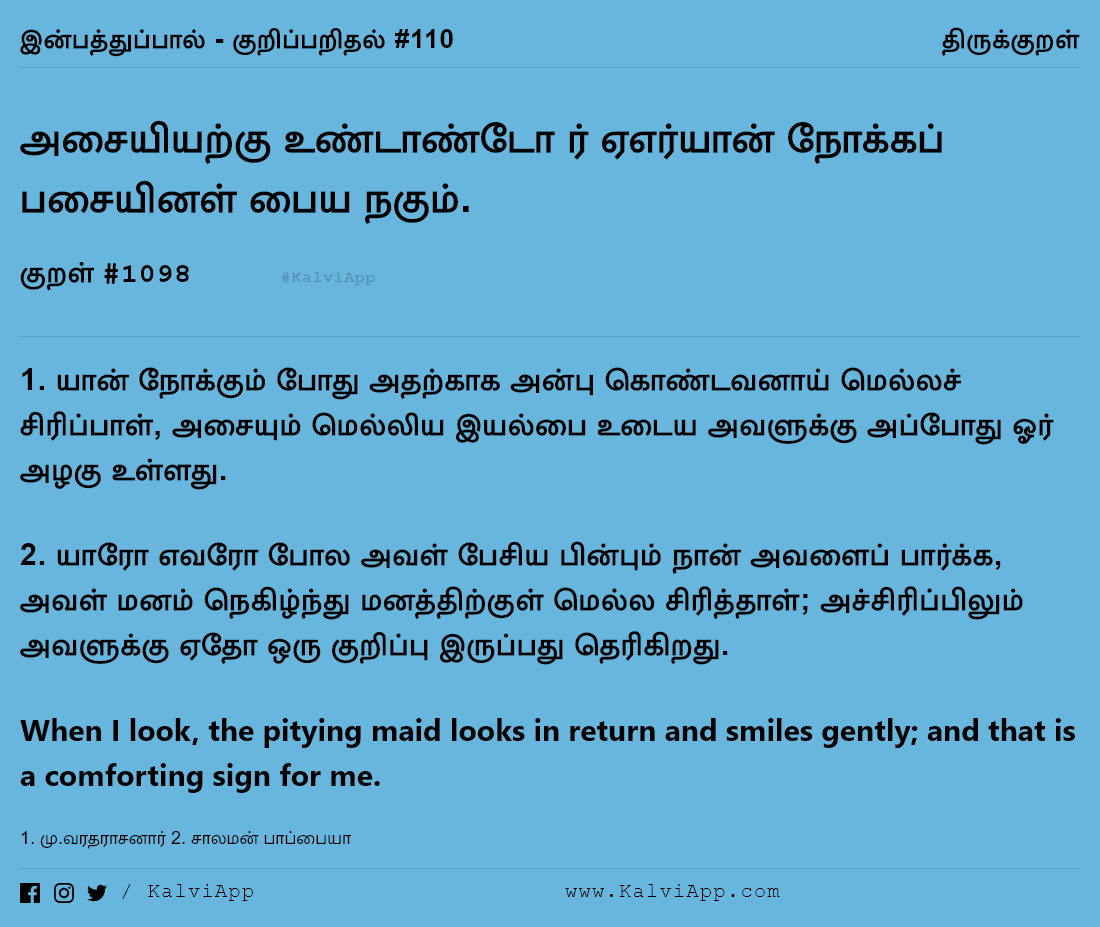 இன்பத்துப்பால் - குறிப்பறிதல் #110 திருக்குறள்
அசையியற்கு உண்டாண்டோ ர் ஏஎர்யான் நோக்கப்
பசையினள் பைய நகும்.
குறள் #1098 #KalviApp
1. யான் நோக்கும் போது அதற்காக அன்பு கொண்டவனாய் மெல்லச்
சிரிப்பாள், அசையும் மெல்லிய இயல்பை உடைய அவளுக்கு அப்போது ஓர்
அழகு உள்ளது.
2. யாரோ எவரோ போல அவள் பேசிய பின்பும் நான் அவளைப் பார்க்க,
அவள் மனம் நெகிழ்ந்து மனத்திற்குள் மெல்ல சிரித்தாள்; அச்சிரிப்பிலும்
அவளுக்கு ஏதோ ஒரு குறிப்பு இருப்பது தெரிகிறது.
When I look, the pitying maid looks in return and smiles gently; and that is
a comforting sign for me.
1. மு.வரதராசனார் 2. சாலமன் பாப்பையா
/ KalviApp www.KalviApp.com